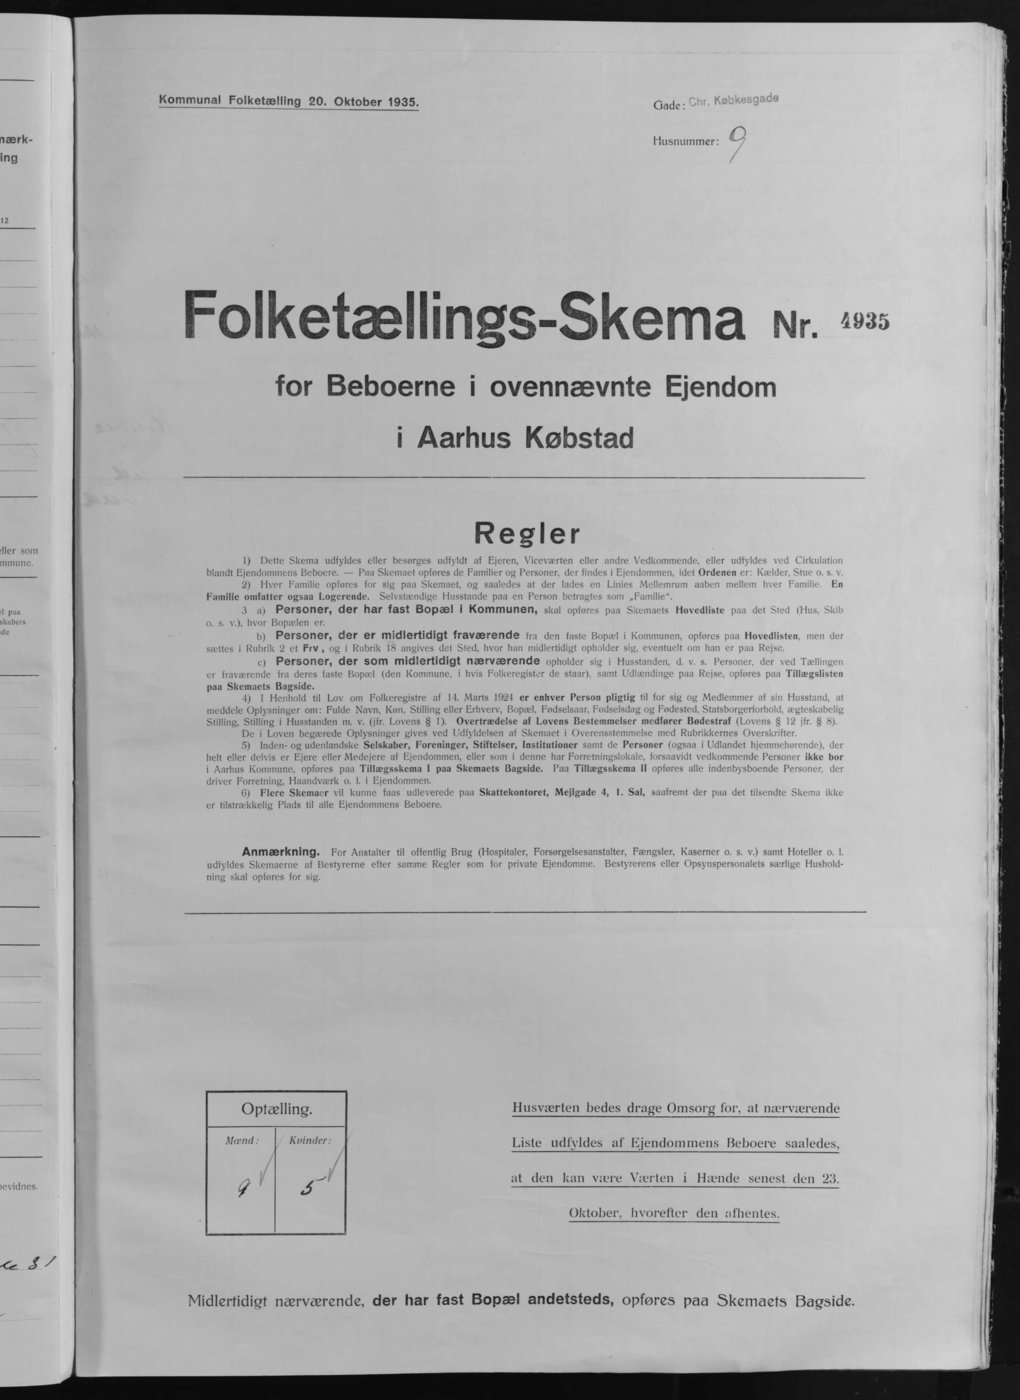 Kommunal Folketælling 20. Oktober 1935.
Gade: Chr. Købkesgade
Husnummer: 9
Folketællings-Skema Nr. 4935
for Beboerne i ovennævnte Ejendom
i Aarhus Købstad
Regler
1) Dette Skema udfyldes eller besørges udfyldt af Ejeren, Viceværten eller andre Vedkommende, eller udfyldes ved Cirkulation
blandt Ejendommens Beboere. — Paa Skemaet opføres de Familier og Personer, der findes i Ejendommen, idet Ordenen er: Kælder, Stue o. s. v.
2) Hver Familie opføres for sig paa Skemaet, og saaledes at der lades en Linies Mellemrum aaben mellem hver Familie. En
Familie omfatter ogsaa Logerende. Selvstændige Husstande paa en Person betragtes som „Familie“.
3 a) Personer, der har fast Bopæl i Kommunen, skal opføres paa Skemaets Hovedliste paa det Sted (Hus, Skib
o. s. v.), hvor Bopælen er.
b) Personer, der er midlertidigt fraværende fra den faste Bopæl i Kommunen, opføres paa Hovedlisten, men der
sættes i Rubrik 2 et Frv , og i Rubrik 18 angives det Sted, hvor han midlertidigt opholder sig, eventuelt om han er paa Rejse.
c) Personer, der som midlertidigt nærværende opholder sig i Husstanden, d. v. s. Personer, der ved Tællingen
er fraværende fra deres faste Bopæl (den Kommune, i hvis Folkeregister de staar), samt Udlændinge paa Rejse, opføres paa Tillægslisten
paa Skemaets Bagside.
4) I Henhold til Lov om Folkeregistre af 14. Marts 1924 er enhver Person pligtig til for sig og Medlemmer af sin Husstand, at
meddele Oplysninger om: Fulde Navn, Køn, Stilling eller Erhverv, Bopæl, Fødselsaar, Fødselsdag og Fødested, Statsborgerforhold, ægteskabelig
Stilling, Stilling i Husstanden m. v. (jfr. Lovens § 1). Overtrædelse af Lovens Bestemmelser medfører Bødestraf (Lovens § 12 jfr. § 8).
De i Loven begærede Oplysninger gives ved Udfyldelsen af Skemaet i Overensstemmelse med Rubrikkernes Overskrifter.
5) Inden- og udenlandske Selskaber, Foreninger, Stiftelser, Institutioner samt de Personer (ogsaa i Udlandet hjemmehørende), der
helt eller delvis er Ejere eller Medejere af Ejendommen, eller som i denne har Forretningslokale, forsaavidt vedkommende Personer ikke bor
i Aarhus Kommune, opføres paa Tillægsskema I paa Skemaets Bagside. Paa Tillægsskema II opføres alle indenbysboende Personer, der
driver Forretning, Haandværk o. l. i Ejendommen.
6) Flere Skemaer vil kunne faas udleverede paa Skattekontoret, Mejlgade 4, 1. Sal, saafremt der paa det tilsendte Skema ikke
er tilstrækkelig Plads til alle Ejendommens Beboere.
Anmærkning. For Anstalter til offentlig Brug (Hospitaler, Forsørgelsesanstalter, Fængsler, Kaserner o. s. v.) samt Hoteller o. l.
udfyldes Skemaerne af Bestyrerne efter samme Regler som for private Ejendomme. Bestyrerens eller Opsynspersonalets særlige Hushold-
ning skal opføres for sig.
Optælling.
Mænd: Kvinder:
9 5
Husværten bedes drage Omsorg for, at nærværende
Liste udfyldes af Ejendommens Beboere saaledes,
at den kan være Værten i Hænde senest den 23.
Oktober, hvorefter den afhentes.
Midlertidigt nærværende, der har fast Bopæl andetsteds, opføres paa Skemaets Bagside.